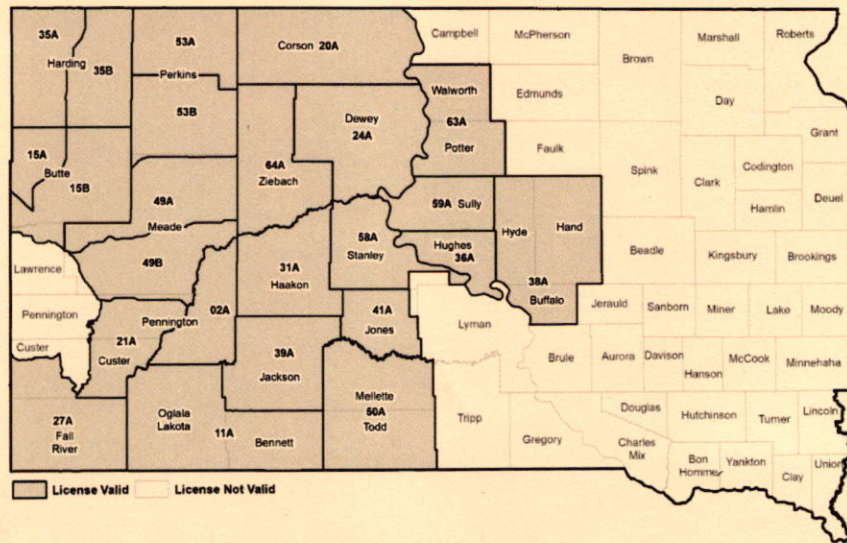 35A
Harding
35B
53A
Perkins
53B
Corson 20A
Campbell
McPherson
Brown
Marshall
Roberts
Walworth
63A
Potter
Edmunds
Day
Dewey
24A
Grant
15A
Butte
15B
64A
Ziebach
Faulk
Spink
Clark
Codington
Deuel
Hamlin
49A
Meade
49B
59A Sully
Hyde
Hand
58A
Stanley
Hughes
36A
38A
Buffalo
Beadle
Kingsbury
Brookings
Lawrence
31A
Haakon
Pennington
Pennington
02A
41A
Jones
Lyman
Jerauld
Sanborn
Miner
Lake
Moody
Custer
21A
Custer
39A
Jackson
Brule
Aurora
Davison
Hanson
McCook
Minnehaha
27A
Fall
River
Oglala
Lakota
11A
Bennett
Mellette
50A
Todd
Tripp
Gregory
Douglas
Charles
Mix
Hutchinson
Turner
Lincoln
Bon
Homme
Yankton
Clay
Union
License Valid
License Not Valid